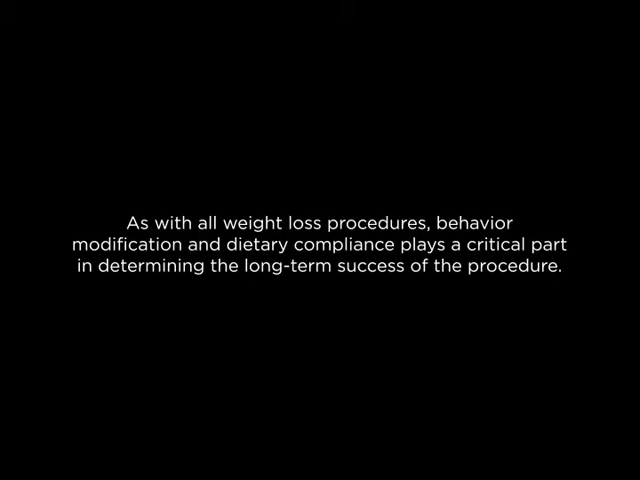 As with all weight loss procedures, behavior
modification and dietary compliance plays a critical part
in determining the long-term success of the procedure.